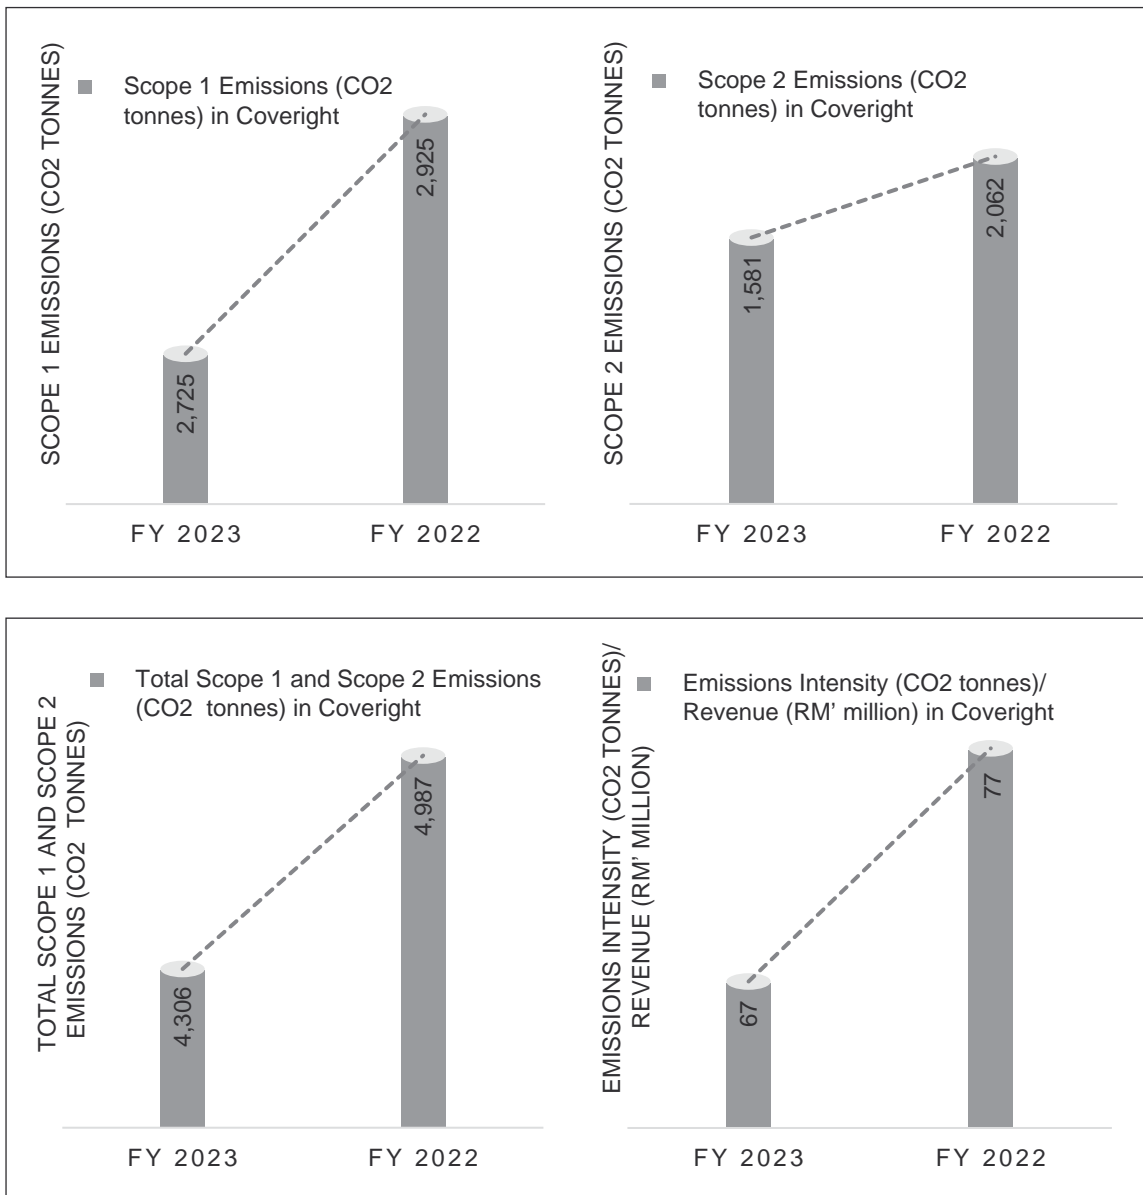 SCOPE 1 EMISSIONS (CO2 TONNES)
Scope 1 Emissions (CO2
tonnes) in Coveright
2,725
2,925
FY 2023
FY 2022
SCOPE 2 EMISSIONS (CO2 TONNES)
Scope 2 Emissions (CO2
tonnes) in Coveright
1,581
2,062
FY 2023
FY 2022
TOTAL SCOPE 1 AND SCOPE 2
EMISSIONS (CO2 TONNES)
Total Scope 1 and Scope 2 Emissions
(CO2 tonnes) in Coveright
4,306
4,987
FY 2023
FY 2022
EMISSIONS INTENSITY (CO2 TONNES)/
REVENUE (RM' MILLION)
Emissions Intensity (CO2 tonnes)/
Revenue (RM' million) in Coveright
67
77
FY 2023
FY 2022